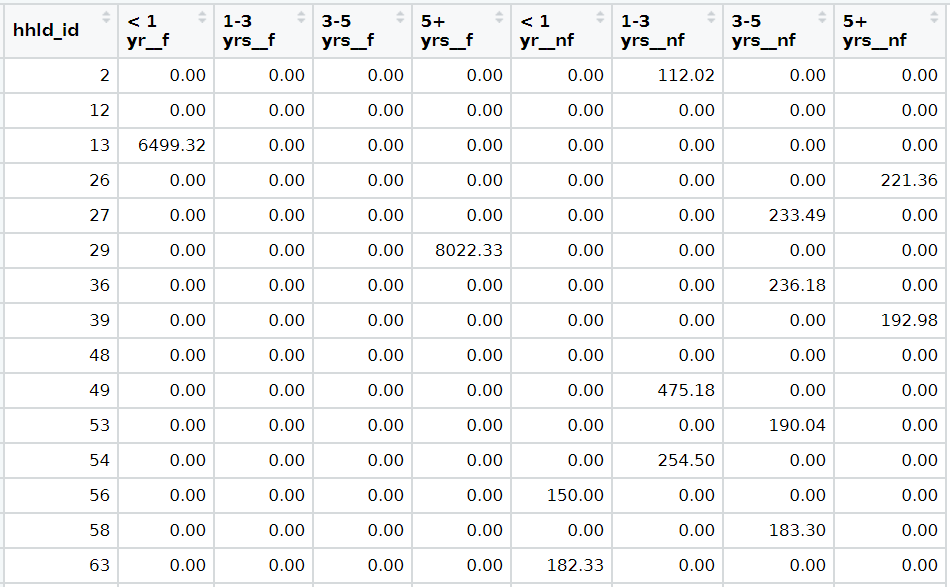 hhld_id < 1 yr__f 1-3 yrs__f 3-5 yrs__f 5+ yrs__f < 1 yr__nf 1-3 yrs__nf 3-5 yrs__nf 5+ yrs__nf
2 0.00 0.00 0.00 0.00 0.00 112.02 0.00 0.00
12 0.00 0.00 0.00 0.00 0.00 0.00 0.00 0.00
13 6499.32 0.00 0.00 0.00 0.00 0.00 0.00 0.00
26 0.00 0.00 0.00 0.00 0.00 0.00 0.00 221.36
27 0.00 0.00 0.00 0.00 0.00 0.00 233.49 0.00
29 0.00 0.00 0.00 8022.33 0.00 0.00 0.00 0.00
36 0.00 0.00 0.00 0.00 0.00 0.00 236.18 0.00
39 0.00 0.00 0.00 0.00 0.00 0.00 0.00 192.98
48 0.00 0.00 0.00 0.00 0.00 0.00 0.00 0.00
49 0.00 0.00 0.00 0.00 0.00 475.18 0.00 0.00
53 0.00 0.00 0.00 0.00 0.00 0.00 190.04 0.00
54 0.00 0.00 0.00 0.00 0.00 254.50 0.00 0.00
56 0.00 0.00 0.00 0.00 150.00 0.00 0.00 0.00
58 0.00 0.00 0.00 0.00 0.00 0.00 183.30 0.00
63 0.00 0.00 0.00 0.00 182.33 0.00 0.00 0.00